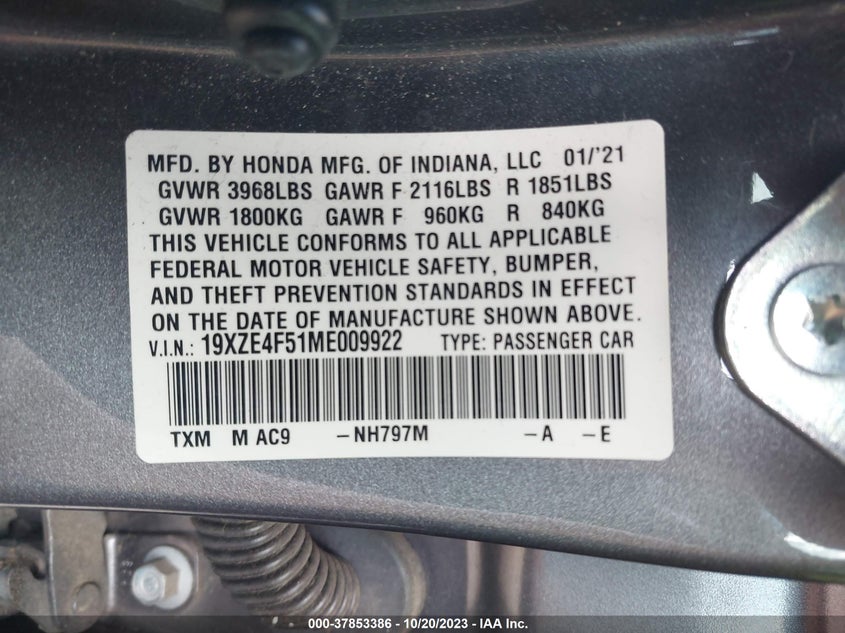 MFD. BY HONDA MFG. OF INDIANA, LLC 01/'21
GVWR 3968LBS GAWR F 2116LBS R 1851LBS
GVWR 1800KG GAWR F 960KG R 840KG
THIS VEHICLE CONFORMS TO ALL APPLICABLE
FEDERAL MOTOR VEHICLE SAFETY, BUMPER,
AND THEFT PREVENTION STANDARDS IN EFFECT
ON THE DATE OF MANUFACTURE SHOWN ABOVE.
V.I.N.: 19XZE4F51ME009922 TYPE: PASSENGER CAR
TXM M AC9 –NH797M –A –E
000-37853386 - 10/20/2023 - IAA Inc.